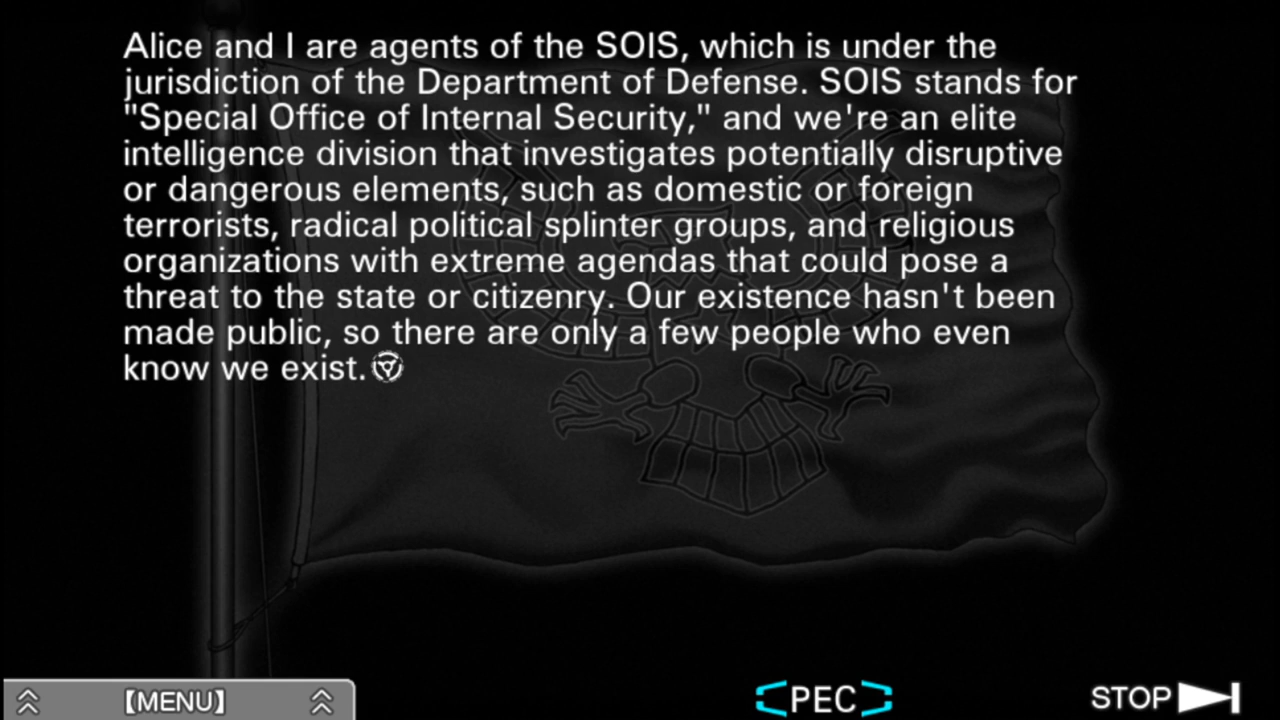 Alice and I are agents of the SOIS, which is under the
jurisdiction of the Department of Defense. SOIS stands for
"Special Office of Internal Security," and we're an elite
intelligence division that investigates potentially disruptive
or dangerous elements, such as domestic or foreign
terrorists, radical political splinter groups, and religious
organizations with extreme agendas that could pose a
threat to the state or citizenry. Our existence hasn't been
made public, so there are only a few people who even
know we exist.
【MENU】
PEC
STOP